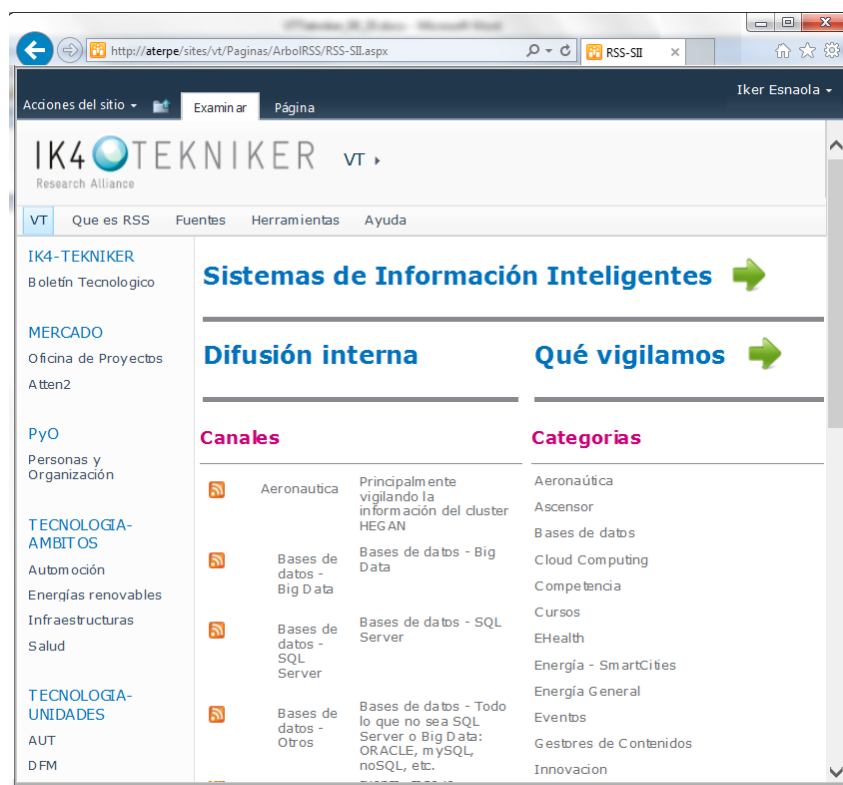 http://aterpe/sites/vt/Paginas/ArbolRSS/RSS-SII.aspx
RSS-SII
Iker Esnaola
Acciones del sitio
Examinar
Página
IK4 TEKNIKER
Research Alliance
VT
VT
Que es RSS
Fuentes
Herramientas
Ayuda
IK4-TEKNIKER
Boletín Tecnologico
MERCADO
Oficina de Proyectos
Atten2
PyO
Personas y
Organización
TECNOLOGIA-
AMBITOS
Automoción
Energías renovables
Infraestructuras
Salud
TECNOLOGIA-
UNIDADES
AUT
DFM
Sistemas de Información Inteligentes
Difusión interna
Canales
Aeronautica
Principalmente
vigilando la
información del cluster
HEGAN
Bases de
datos -
Big Data
Bases de datos - Big
Data
Bases de
datos -
SQL
Server
Bases de datos - SQL
Server
Bases de
datos -
Otros
Bases de datos - Todo
lo que no sea SQL
Server o Big Data:
ORACLE, mySQL,
noSQL, etc.
Qué vigilamos
Categorias
Aeronaútica
Ascensor
Bases de datos
Cloud Computing
Competencia
Cursos
EHealth
Energía - SmartCities
Energía General
Eventos
Gestores de Contenidos
Innovacion